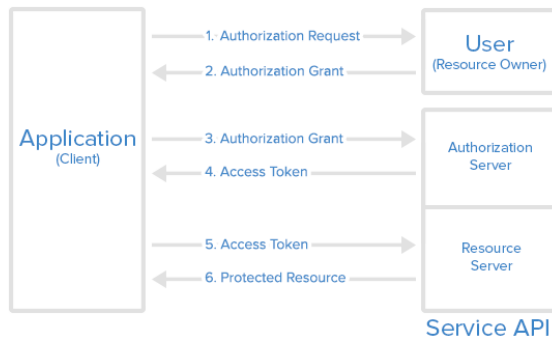 Application
(Client)
1. Authorization Request
2. Authorization Grant
3. Authorization Grant
4. Access Token
5. Access Token
6. Protected Resource
User
(Resource Owner)
Authorization
Server
Resource
Server
Service API